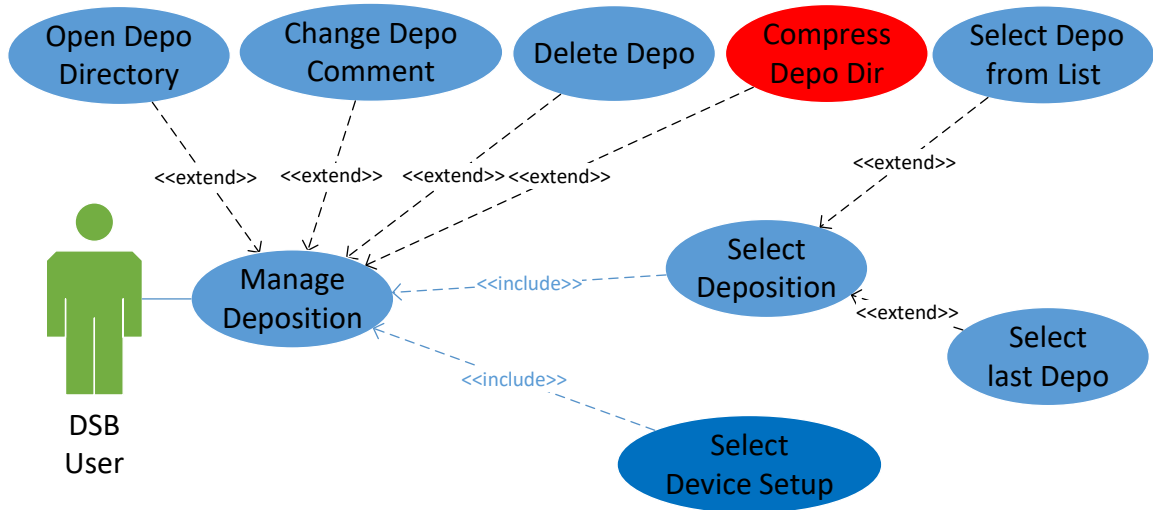 Open Depo
Directory
Change Depo
Comment
Delete Depo
Compress
Depo Dir
Select Depo
from List
<<extend>>
<<extend>>
<<extend>>
<<extend>>
<<extend>>
Manage
Deposition
<<include>>
Select
Deposition
<<extend>>
Select
last Depo
<<include>>
DSB
User
Select
Device Setup